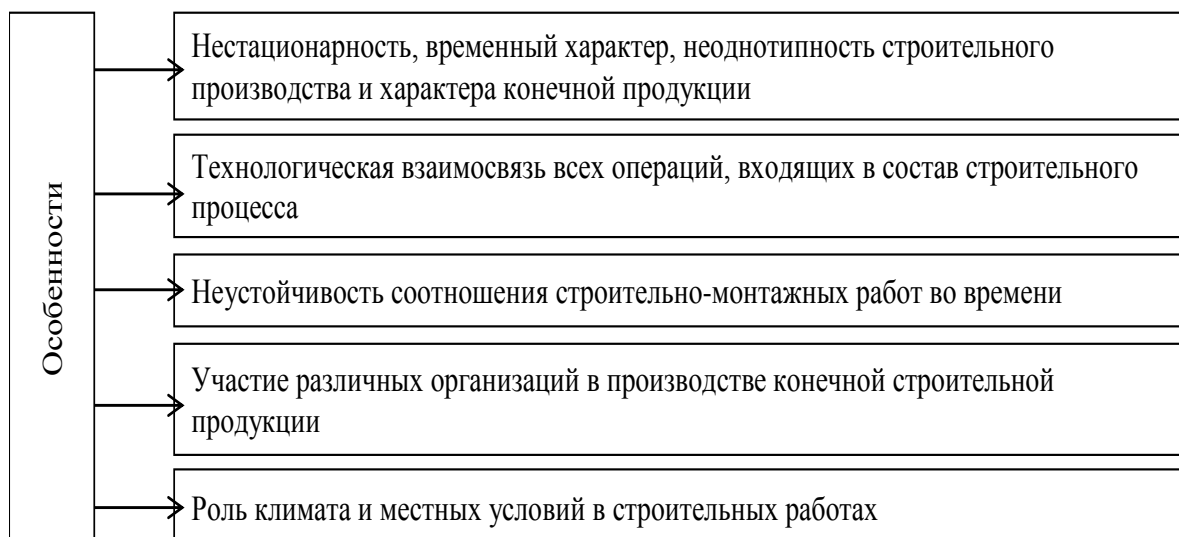 Особенности
Нестационарность, временный характер, неоднотипность строительного
производства и характера конечной продукции
Технологическая взаимосвязь всех операций, входящих в состав строительного
процесса
Неустойчивость соотношения строительно-монтажных работ во времени
Участие различных организаций в производстве конечной строительной
продукции
Роль климата и местных условий в строительных работах